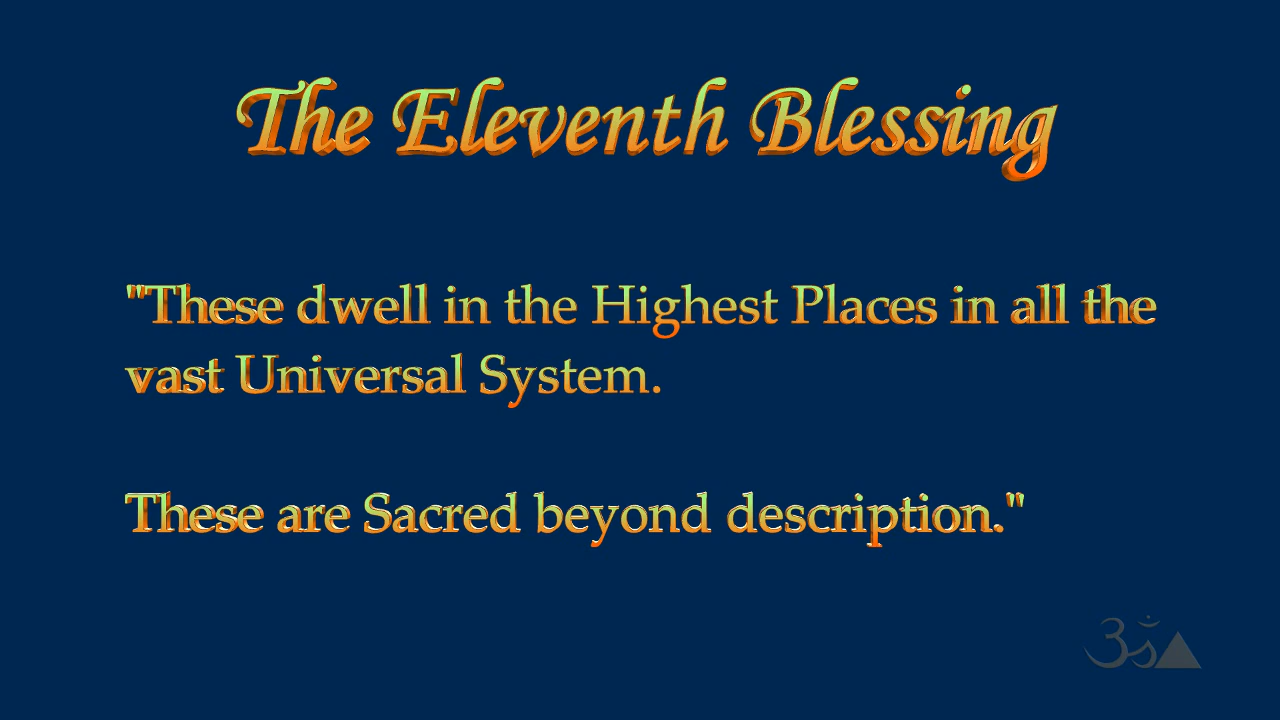 The Eleventh Blessing
"These dwell in the Highest Places in all the
vast Universal System.
These are Sacred beyond description."